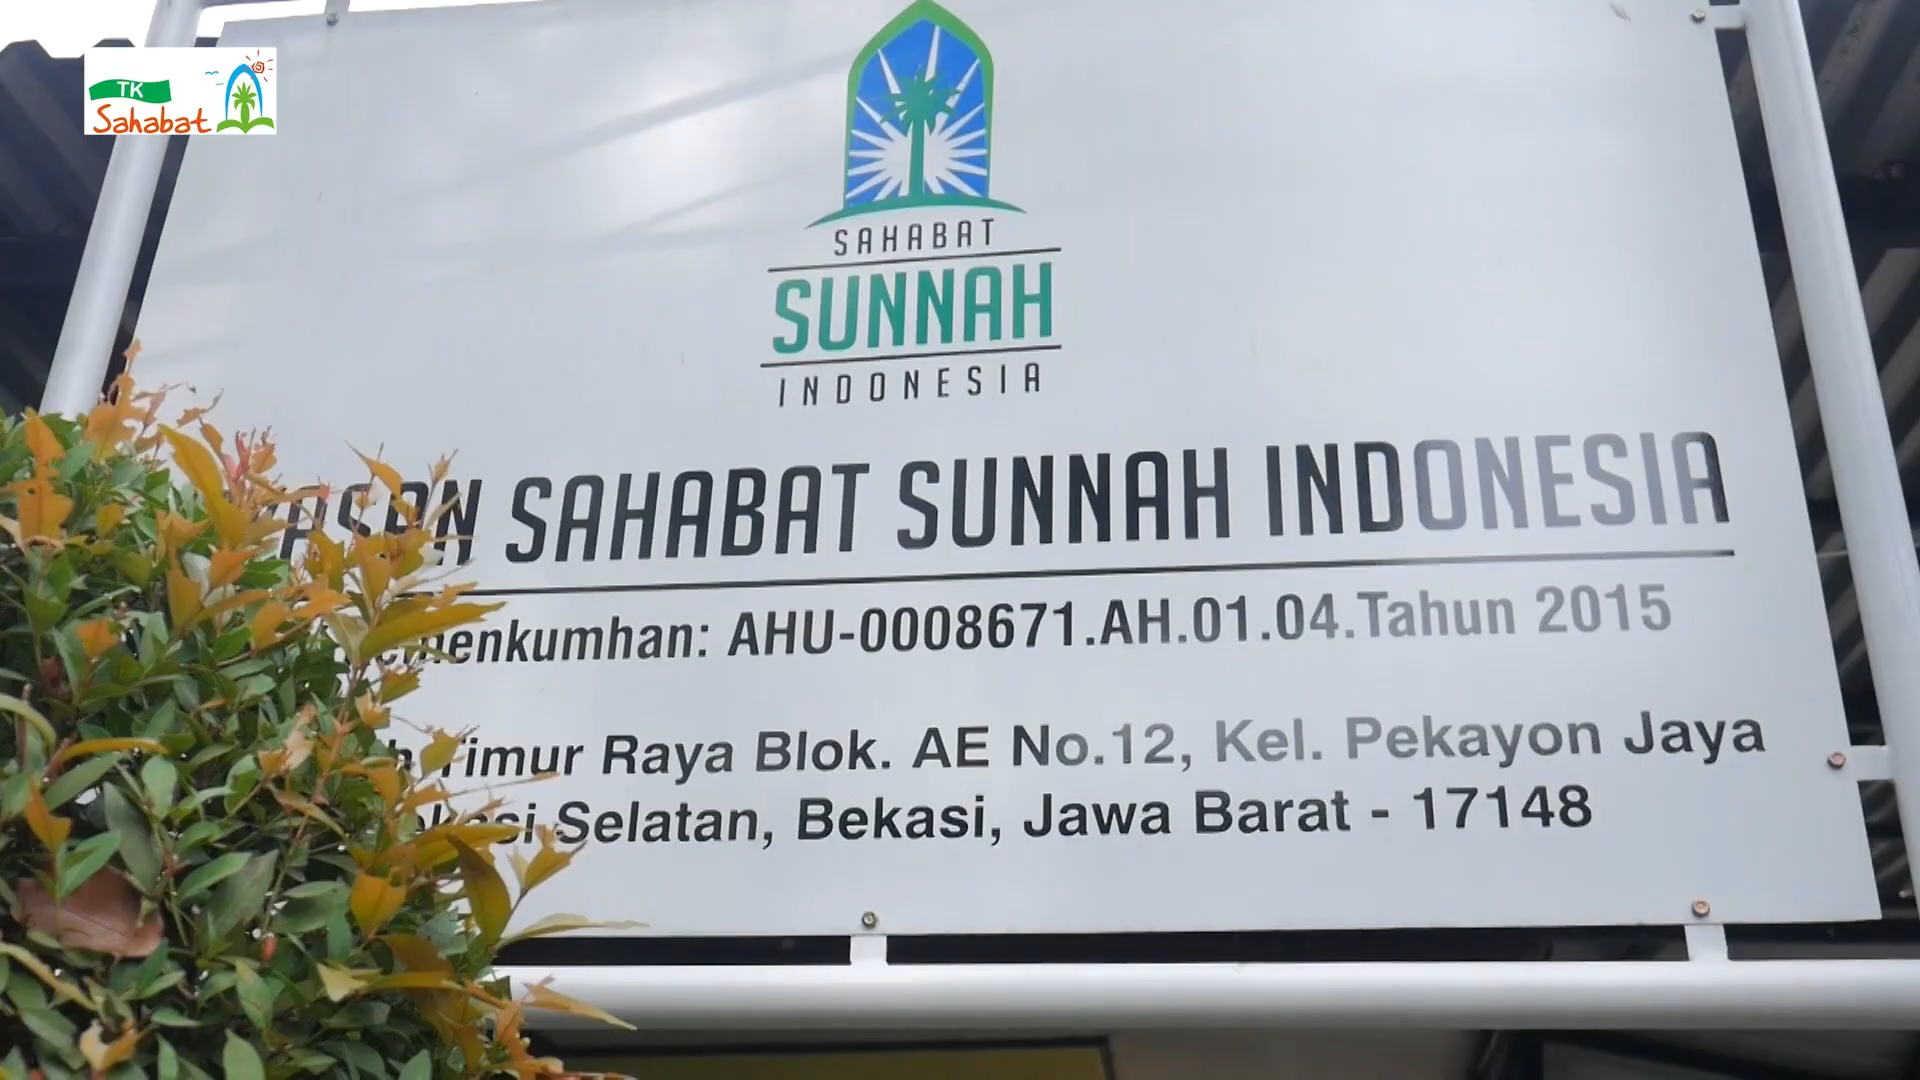 TK
Sahabat
SAHABAT
SUNNAH
INDONESIA
SAHABAT SUNNAH INDONESIA
AHU-0008671.AH.01.04.Tahun 2015
Timur Raya Blok. AE No.12, Kel. Pekayon Jaya
Selatan, Bekasi, Jawa Barat - 17148